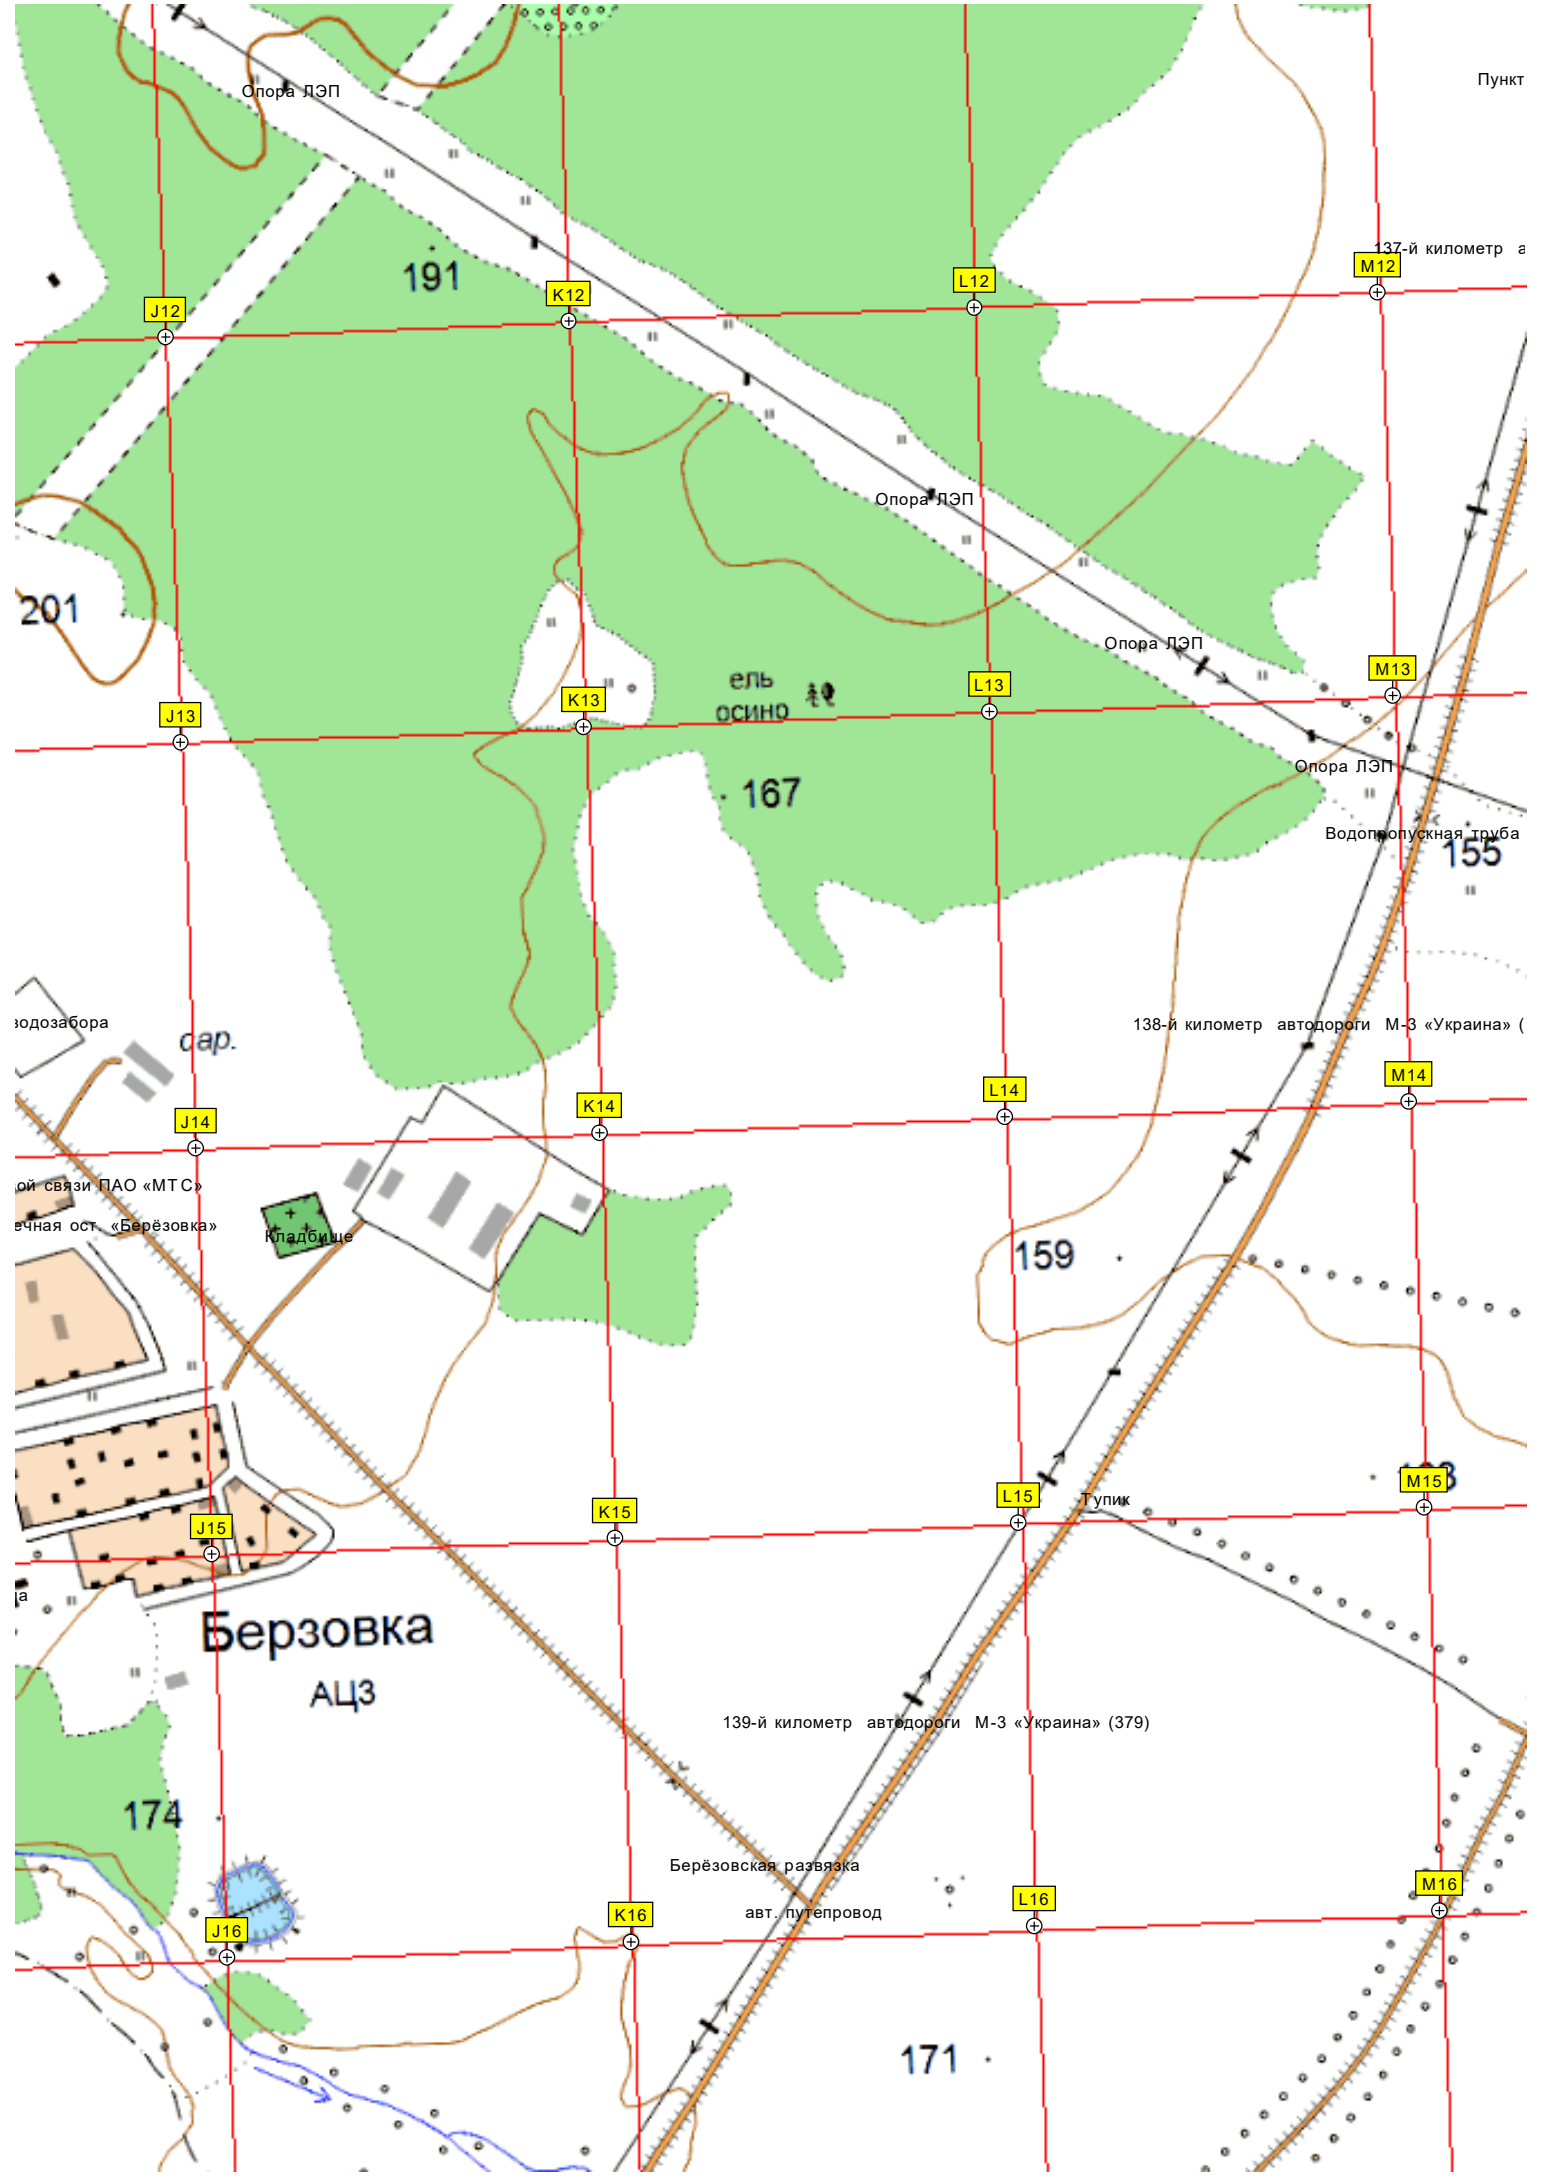 Пункт
Опора ЛЭП
137-й километр а
191
J12
K12
L12
M12
Опора ЛЭП
201
Опора ЛЭП
ель
осино
J13
K13
L13
M13
167
Опора ЛЭП
Водопропускная труба
155
водозабора
138-й километр автодороги М-3 «Украина» (
сар.
J14
K14
L14
M14
ой связи ПАО «МТС»
ечная ост. «Берёзовка»
Кладбище
159
J15
K15
L15
M15
Тупик
да
Берзовка
АЦЗ
139-й километр автодороги М-3 «Украина» (379)
174
Берёзовская развязка
авт. путепровод
J16
K16
L16
M16
171